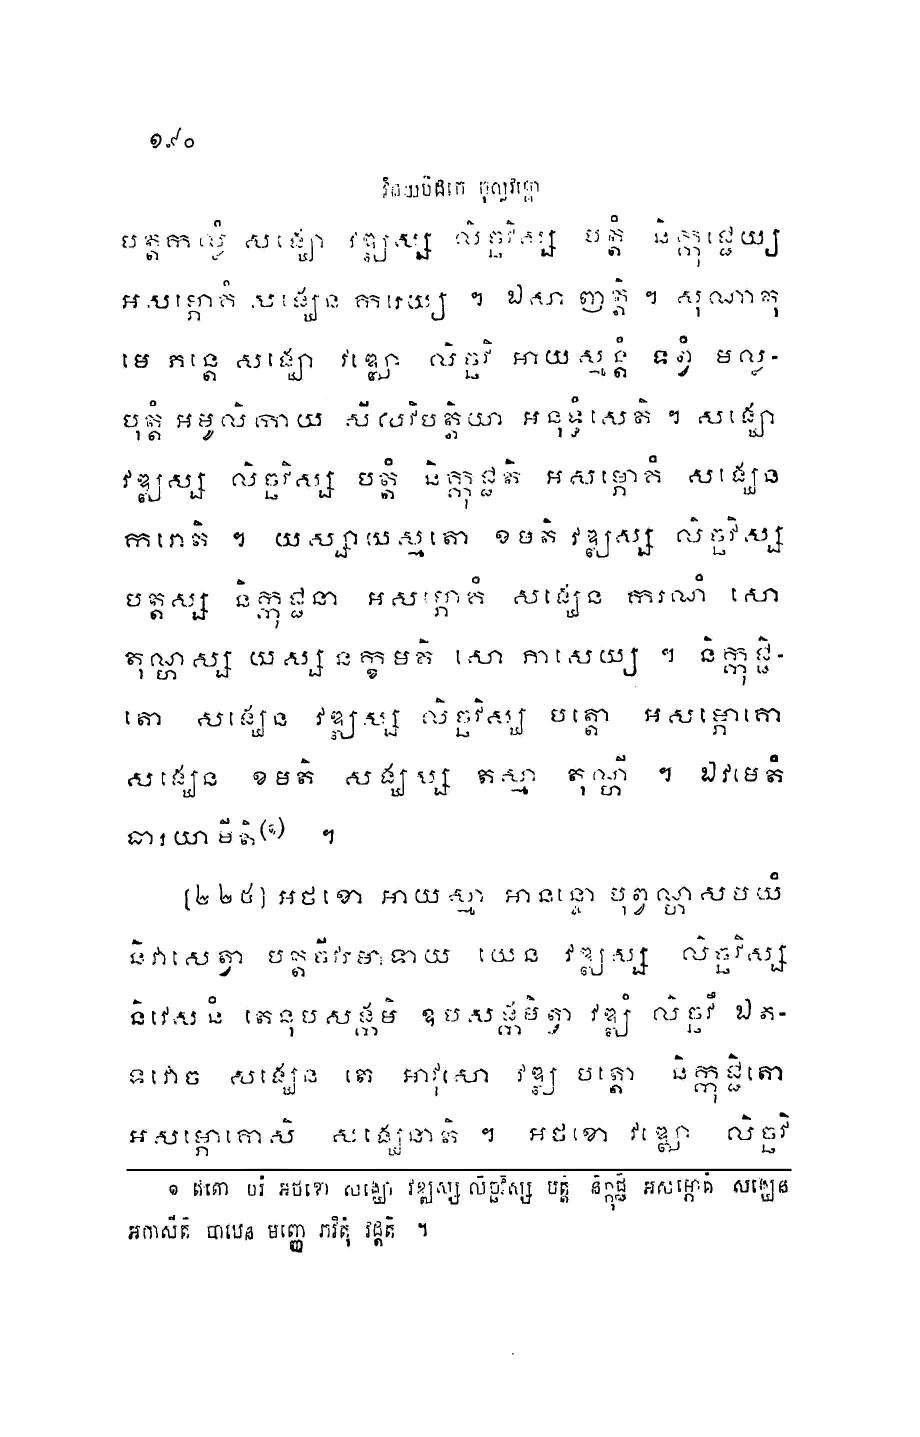 ១៩០
វិនយបិដកេ ចុល្លវគ្គោ
បត្តកល្លំ សង្ឃោ វឌ្ឍស្ស លិច្ឆវិស្ស បត្តំ និក្កុជ្ជេយ្យ
អសម្ភោគំ សង្ឃេន ករេយ្យ ។ ឯសា ញត្តិ ។ សុណាតុ
មេ ភន្តេ សង្ឃោ វឌ្ឍោ លិច្ឆវិ អាយស្មន្តំ ទព្វំ មល្ល-
បុត្តំ អមូលិកាយ សីលវិបត្តិយា អនុទ្ធំសេតិ ។ សង្ឃោ
វឌ្ឍស្ស លិច្ឆវិស្ស បត្តំ និក្កុជ្ជតិ អសម្ភោគំ សង្ឃេន
ករោតិ ។ យស្សាយស្មតោ ខមតិ វឌ្ឍស្ស លិច្ឆវិស្ស
បត្តស្ស និក្កុជ្ជនា អសម្ភោគំ សង្ឃេន ករណំ សោ
តុណ្ហស្ស យស្ស នក្ខមតិ សោ ភាសេយ្យ ។ និក្កុជ្ជិ-
តោ សង្ឃេន វឌ្ឍស្ស លិច្ឆវិស្ស បត្តោ អសម្ភោគោ
សង្ឃេន ខមតិ សង្ឃស្ស តស្មា តុណ្ហី ។ ឯវមេតំ
ធារយាមីតិ(១) ។
[២២៥] អថខោ អាយស្មា អានន្ទោ បុព្វណ្ហសមយំ
និវាសេត្វា បត្តចីវរមាទាយ យេន វឌ្ឍស្ស លិច្ឆវិស្ស
និវេសនំ តេនុបសង្កមិ ឧបសង្កមិត្វា វឌ្ឍំ លិច្ឆវឹ ឯត-
ទវោច សង្ឃេន តេ អាវុសោ វឌ្ឍ បត្តោ និក្កុជ្ជិតោ
អសម្ភោគោសិ សង្ឃេនាតិ ។ អថខោ វឌ្ឍោ លិច្ឆវិ
១ ឥតោ បរំ អថខោ សង្ឃោ វឌ្ឍស្ស លិច្ឆវិស្ស បត្តំ និក្កុជ្ជិ អសម្ភោគំ សង្ឃេន
អកាសីតិ បាឋេន មញ្ញេ ភវិតុំ វដ្ដតិ ។